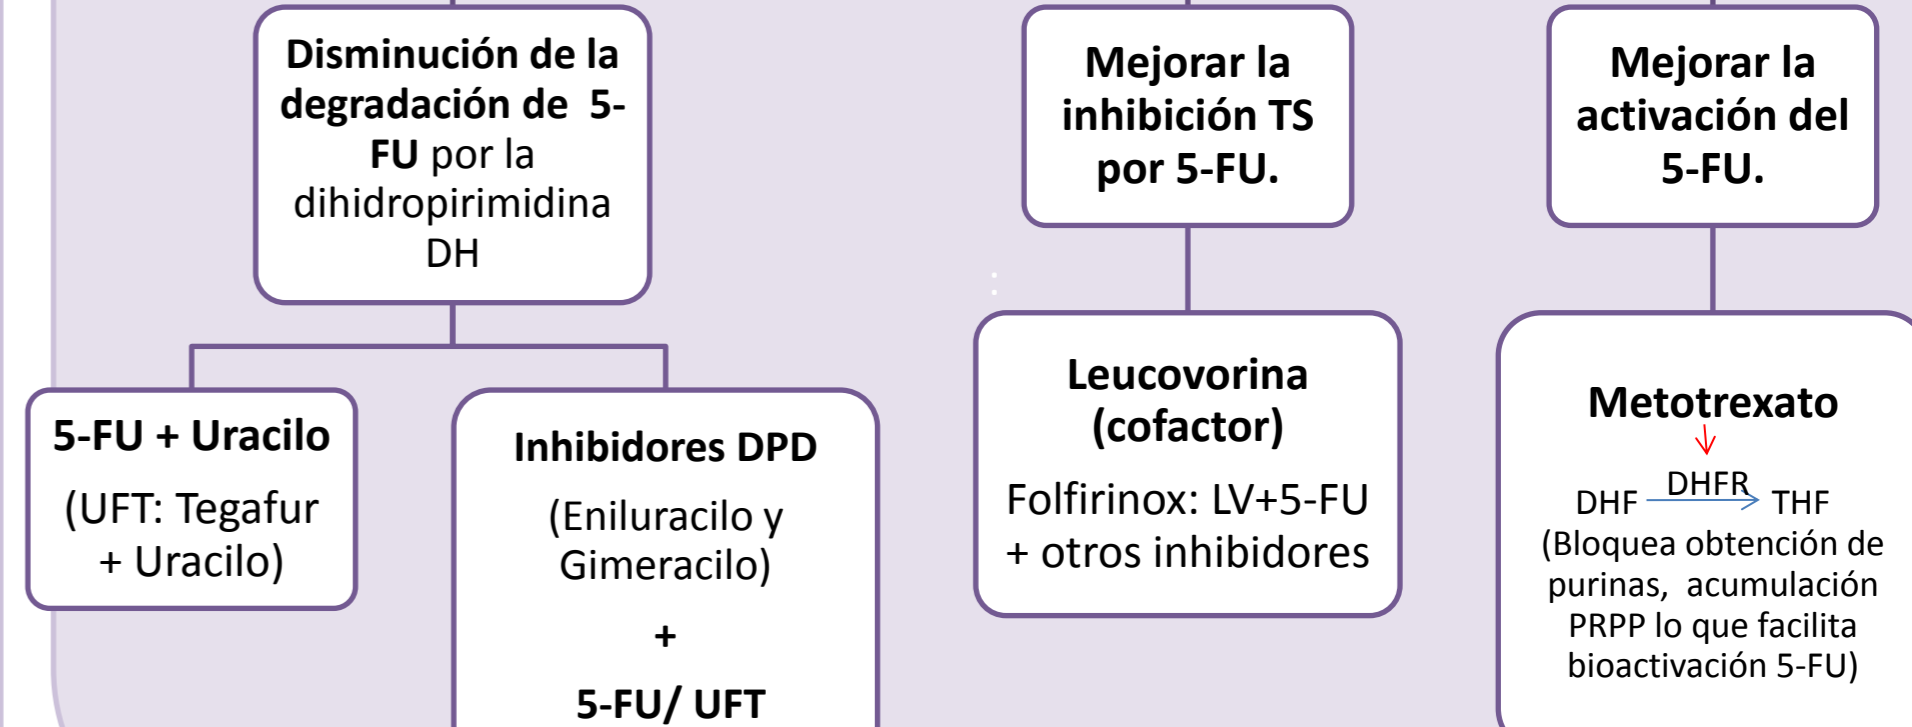 Disminución de la
degradación de 5-
FU por la
dihidropirimidina
DH
Mejorar la
inhibición TS
por 5-FU.
Mejorar la
activación del
5-FU.
:
5-FU + Uracilo
(UFT: Tegafur
+ Uracilo)
Inhibidores DPD
(Eniluracilo y
Gimeracilo)
+
5-FU/ UFT
Leucovorina
(cofactor)
Folfirinox: LV+5-FU
+ otros inhibidores
Metotrexato
DHFR
DHF THF
(Bloquea obtención de
purinas, acumulación
PRPP lo que facilita
bioactivación 5-FU)